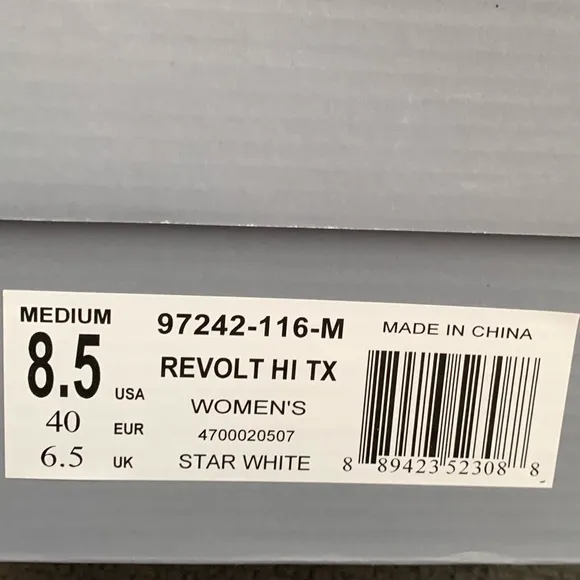 MEDIUM
8.5 USA
40 EUR
6.5 UK
97242-116-M
REVOLT HI TX
WOMEN'S
4700020507
STAR WHITE
MADE IN CHINA
8 89423 52308 8